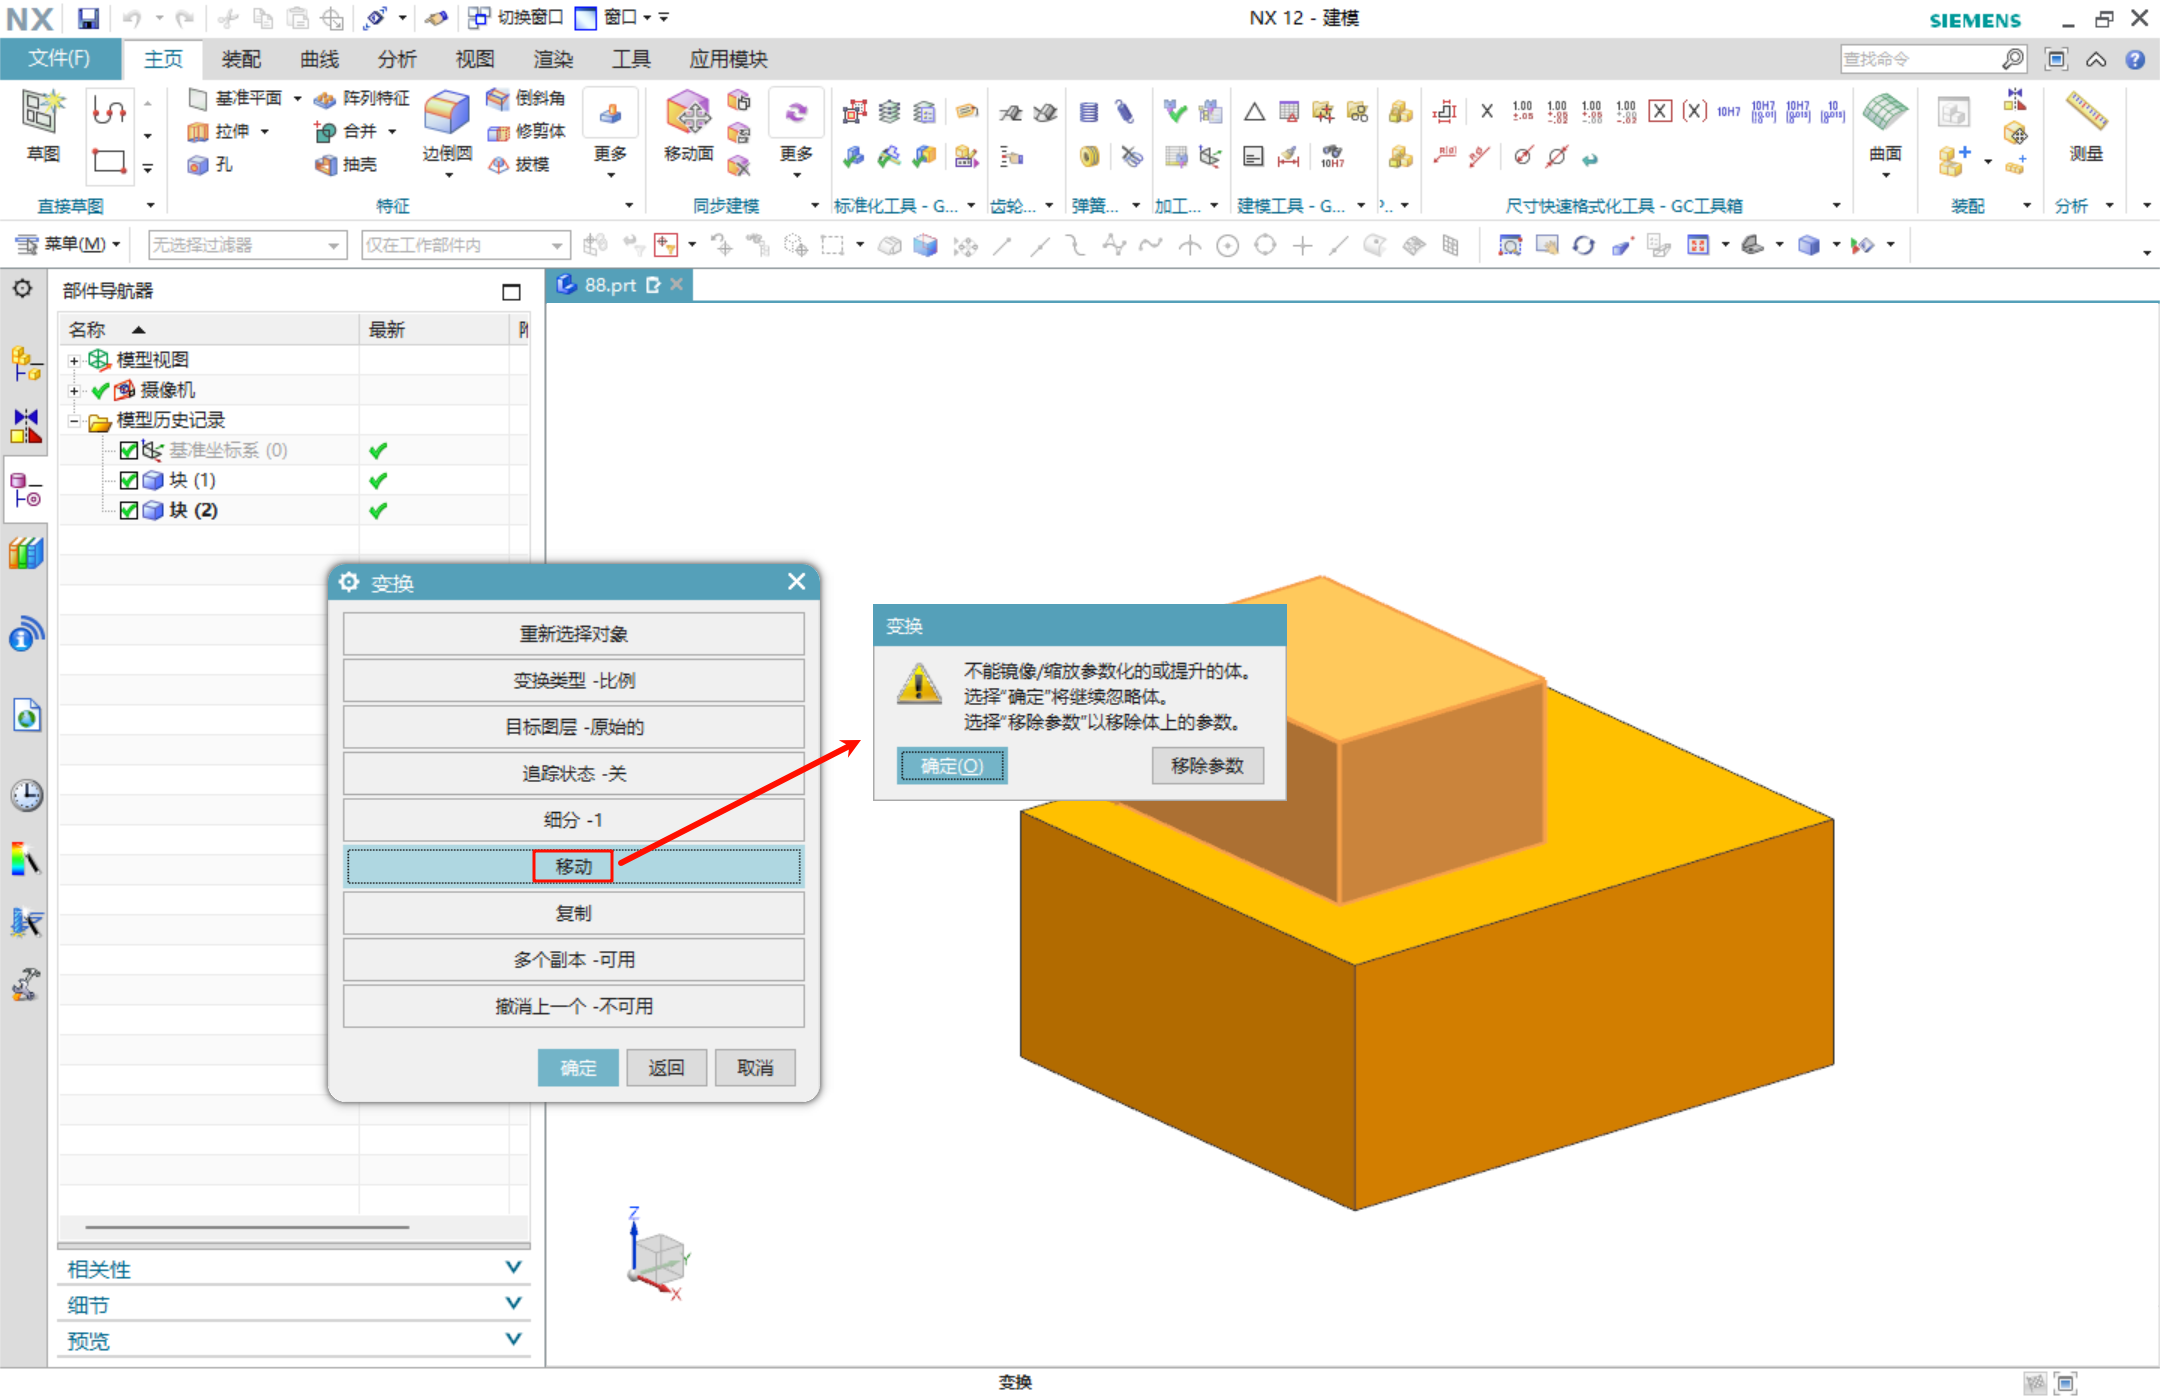 NX
切换窗口
窗口
NX 12 - 建模
SIEMENS
文件(F)
主页
装配
曲线
分析
视图
渲染
工具
应用模块
查找命令
草图
基准平面
拉伸
孔
阵列特征
合并
抽壳
边倒圆
倒斜角
修剪体
拔模
更多
移动面
更多
曲面
测量
直接草图
特征
同步建模
标准化工具 - G...
齿轮...
弹簧...
加工...
建模工具 - G...
尺寸快速格式化工具 - GC工具箱
装配
分析
菜单(M)
无选择过滤器
仅在工作部件内
部件导航器
88.prt
名称
最新
模型视图
摄像机
模型历史记录
基准坐标系 (0)
块 (1)
块 (2)
变换
重新选择对象
变换类型 -比例
目标图层 -原始的
追踪状态 -关
细分 -1
移动
复制
多个副本 -可用
撤消上一个 -不可用
确定
返回
取消
变换
不能镜像/缩放参数化的或提升的体。
选择“确定”将继续忽略体。
选择“移除参数”以移除体上的参数。
确定(O)
移除参数
Z
Y
X
相关性
细节
预览
变换